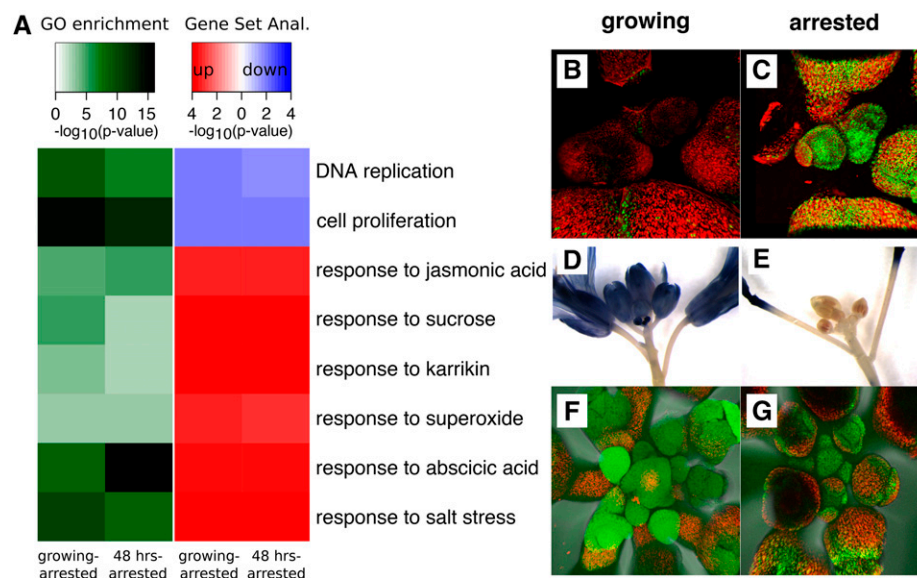 A
GO enrichment
Gene Set Anal.
up
down
0 5 10 15
4 2 0 2 4
-log10(p-value)
-log10(p-value)
DNA replication
cell proliferation
response to jasmonic acid
response to sucrose
response to karrikin
response to superoxide
response to abscicic acid
response to salt stress
growing-arrested
48 hrs-arrested
growing-arrested
48 hrs-arrested
growing
arrested
B
C
D
E
F
G